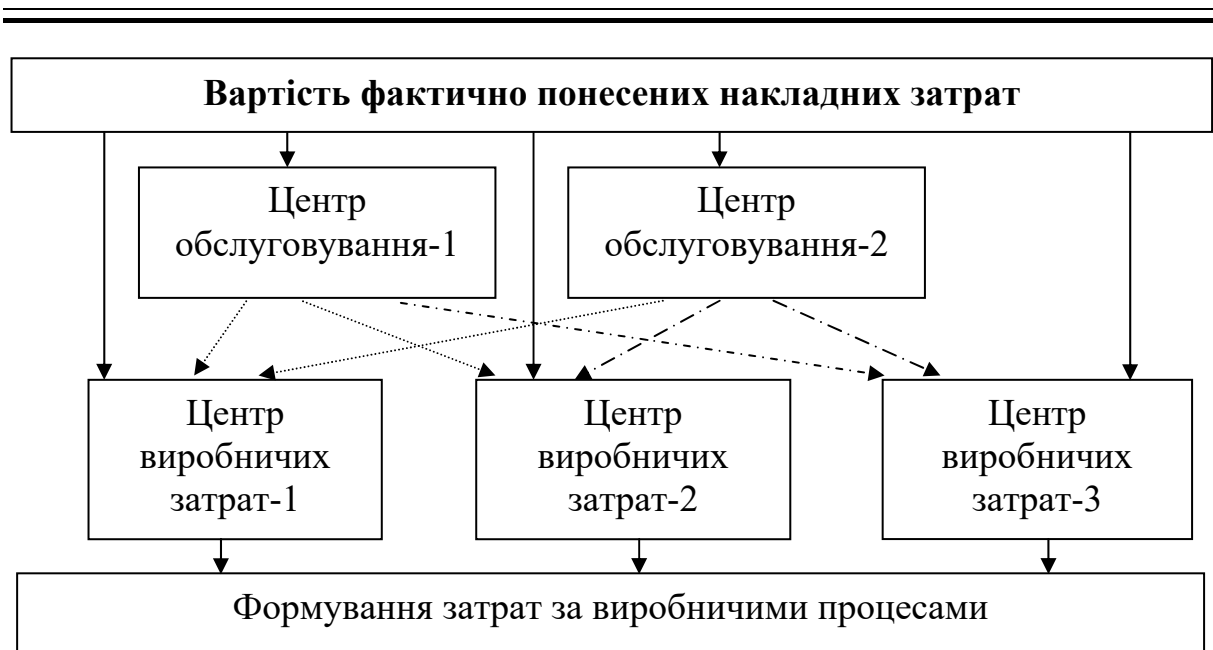 Вартість фактично понесених накладних затрат
Центр
обслуговування-1
Центр
обслуговування-2
Центр
виробничих
затрат-1
Центр
виробничих
затрат-2
Центр
виробничих
затрат-3
Формування затрат за виробничими процесами